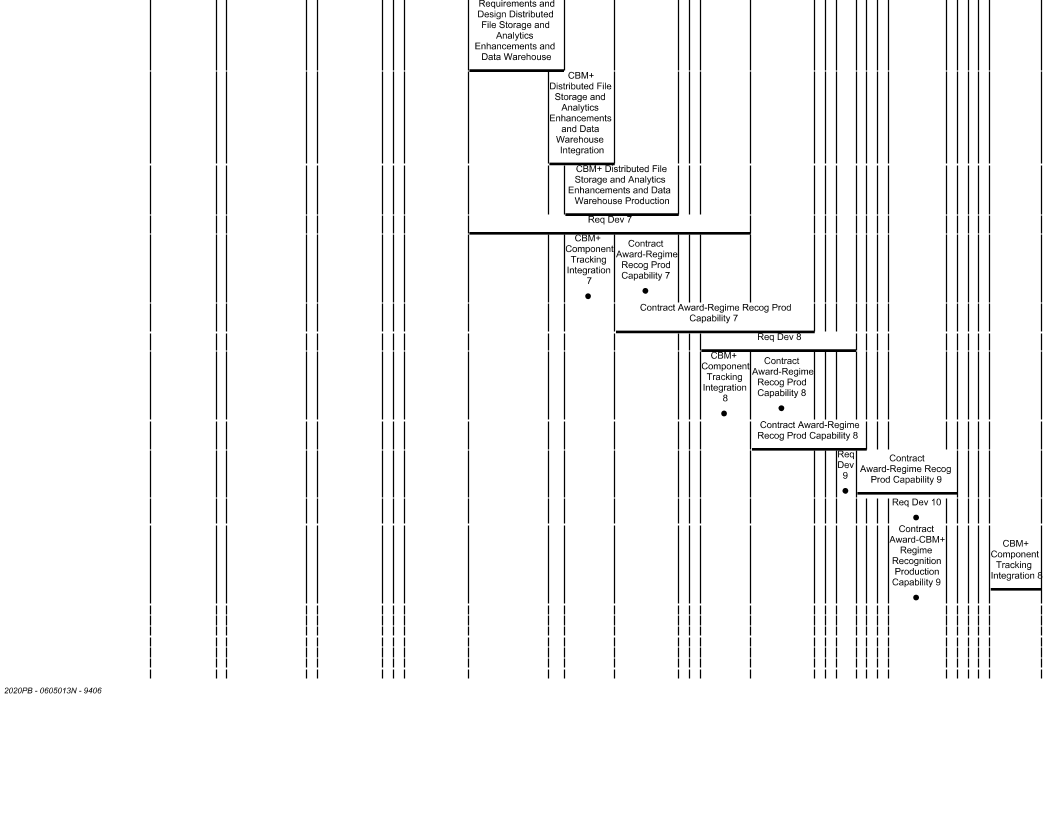 Requirements and
Design Distributed
File Storage and
Analytics
Enhancements and
Data Warehouse
CBM+
Distributed File
Storage and
Analytics
Enhancements
and Data
Warehouse
Integration
CBM+ Distributed File
Storage and Analytics
Enhancements and Data
Warehouse Production
Req Dev 7
CBM+
Component
Tracking
Integration
7
Contract
Award-Regime
Recog Prod
Capability 7
Contract Award-Regime Recog Prod
Capability 7
Req Dev 8
CBM+
Component
Tracking
Integration
8
Contract
Award-Regime
Recog Prod
Capability 8
Contract Award-Regime
Recog Prod Capability 8
Req
Dev
9
Contract
Award-Regime Recog
Prod Capability 9
Req Dev 10
Contract
Award-CBM+
Regime
Recognition
Production
Capability 9
CBM+
Component
Tracking
Integration 8
2020PB - 0605013N - 9406